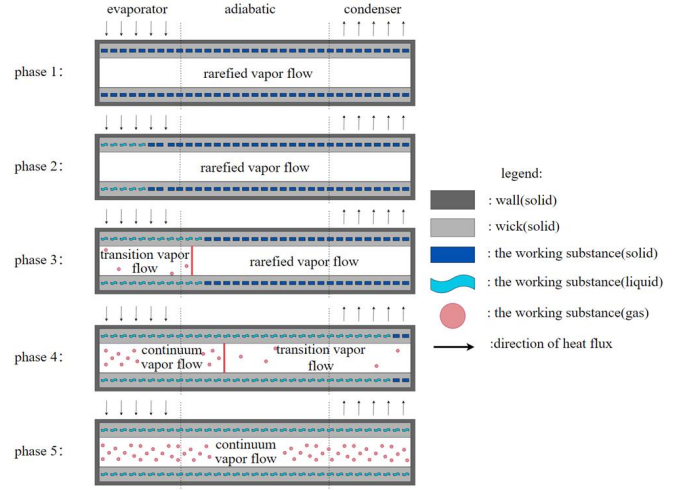 evaporator adiabatic condenser
phase 1:
rarefied vapor flow
phase 2:
rarefied vapor flow
phase 3:
transition vapor
flow
rarefied vapor flow
phase 4:
continuum
vapor flow
transition vapor
flow
phase 5:
continuum
vapor flow
legend:
: wall(solid)
: wick(solid)
: the working substance(solid)
: the working substance(liquid)
: the working substance(gas)
:direction of heat flux